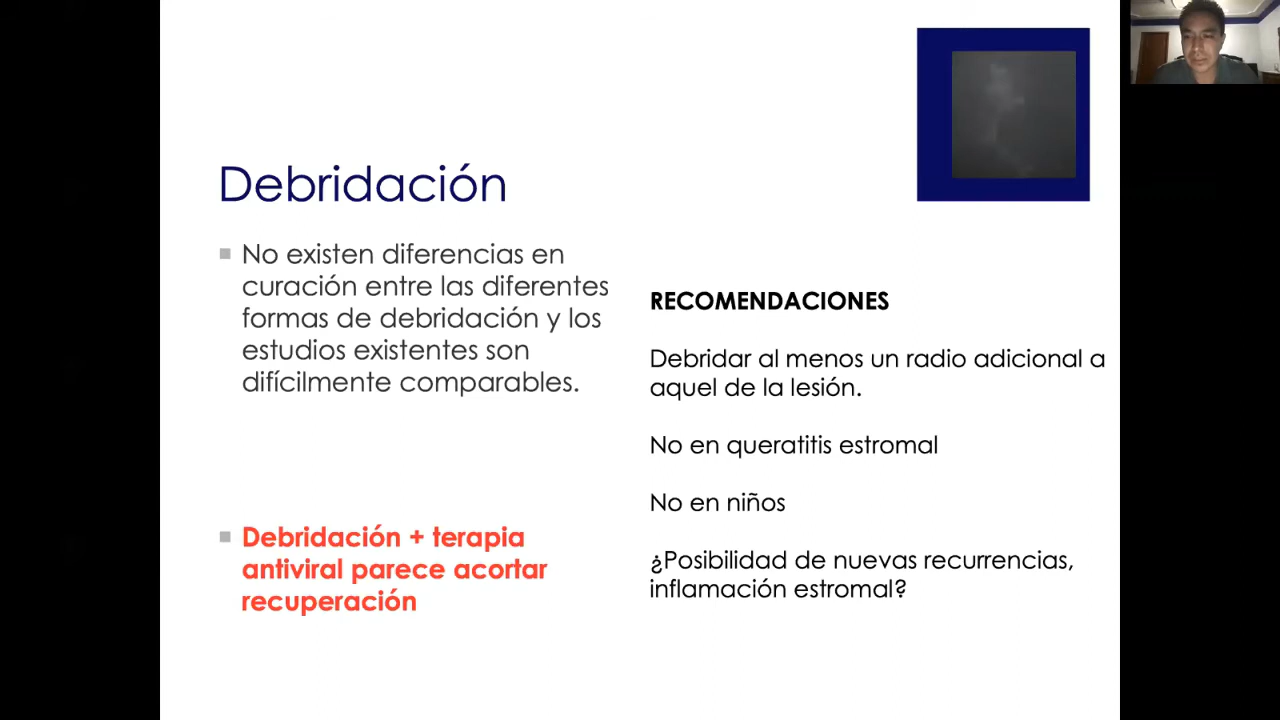 Debridación
No existen diferencias en
curación entre las diferentes
formas de debridación y los
estudios existentes son
difícilmente comparables.
Debridación + terapia
antiviral parece acortar
recuperación
RECOMENDACIONES
Debridar al menos un radio adicional a
aquel de la lesión.
No en queratitis estromal
No en niños
¿Posibilidad de nuevas recurrencias,
inflamación estromal?